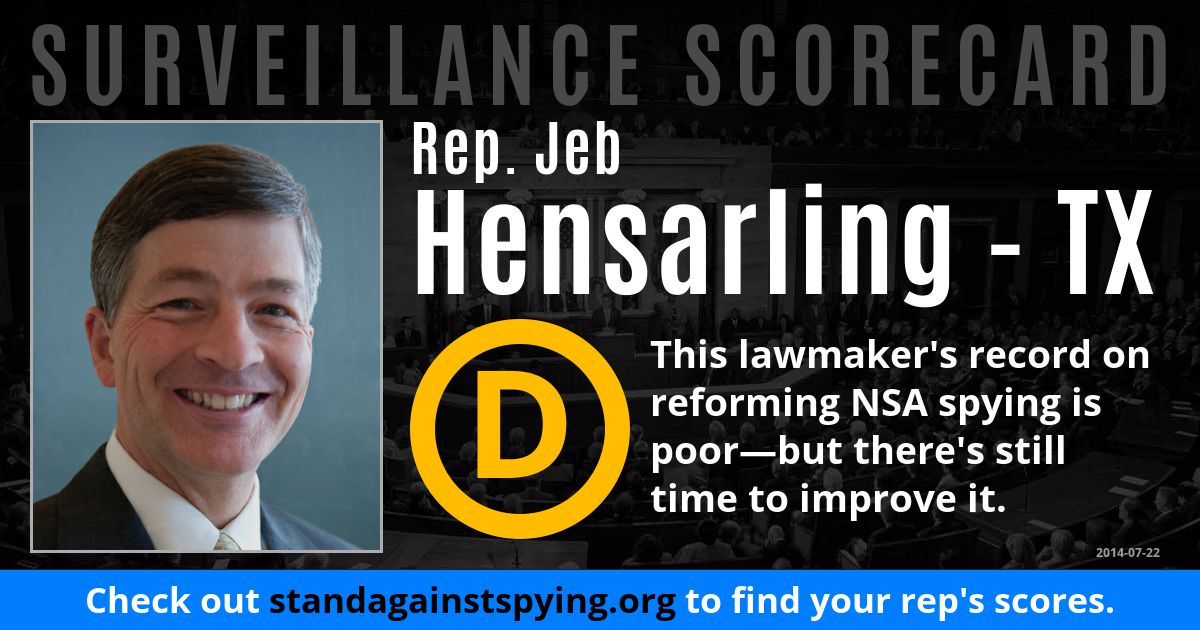 SURVEILLANCE SCORECARD
Rep. Jeb
Hensarling - TX
D
This lawmaker's record on
reforming NSA spying is
poor—but there's still
time to improve it.
2014-07-22
Check out standagainstspying.org to find your rep's scores.